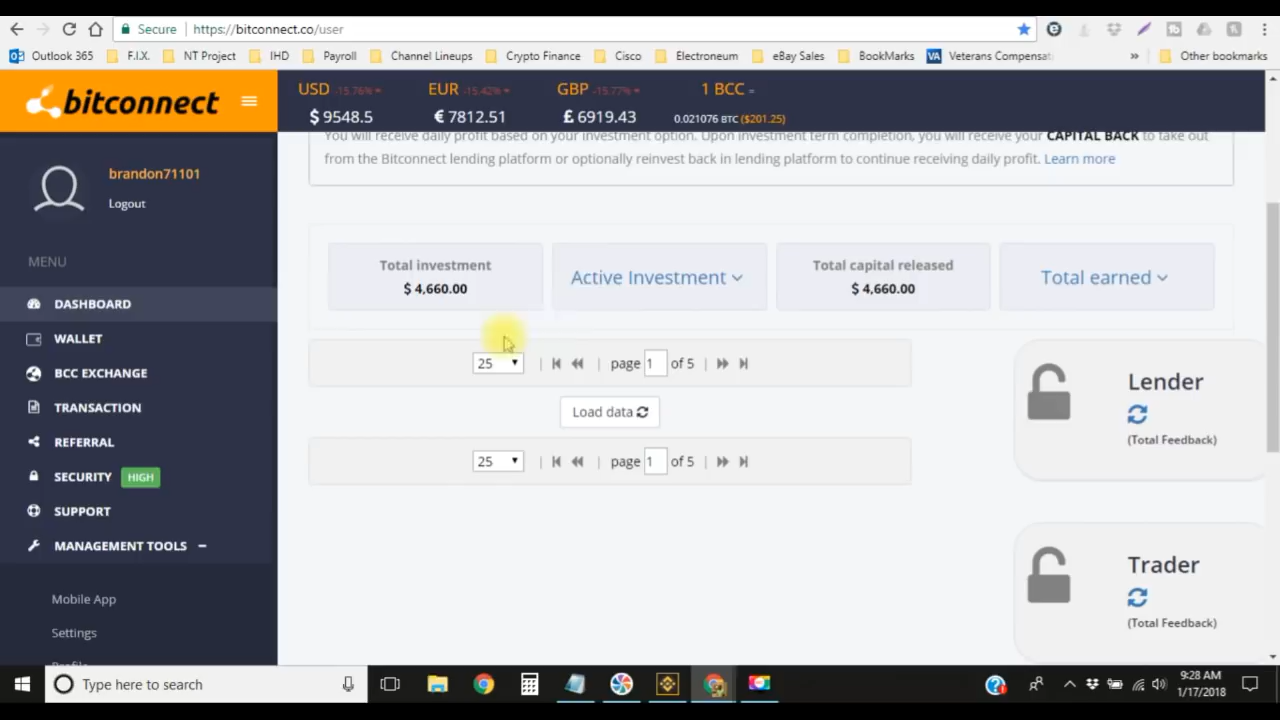 Secure https://bitconnect.co/user
Outlook 365 F.I.X. NT Project IHD Payroll Channel Lineups Crypto Finance Cisco Electroneum eBay Sales BookMarks VA Veterans Compensat » Other bookmarks
bitconnect
USD -15.76% EUR -15.42% GBP -15.77% 1 BCC =
$ 9548.5 € 7812.51 £ 6919.43 0.021076 BTC ($201.25)
You will receive daily profit based on your investment option. Upon investment term completion, you will receive your CAPITAL BACK to take out
from the Bitconnect lending platform or optionally reinvest back in lending platform to continue receiving daily profit. Learn more
brandon71101
Logout
MENU
DASHBOARD
WALLET
BCC EXCHANGE
TRANSACTION
REFERRAL
SECURITY HIGH
SUPPORT
MANAGEMENT TOOLS –
Mobile App
Settings
Total investment
$ 4,660.00
Active Investment
Total capital released
$ 4,660.00
Total earned
25 page 1 of 5
Load data
25 page 1 of 5
Lender
(Total Feedback)
Trader
(Total Feedback)
Type here to search
9:28 AM
1/17/2018